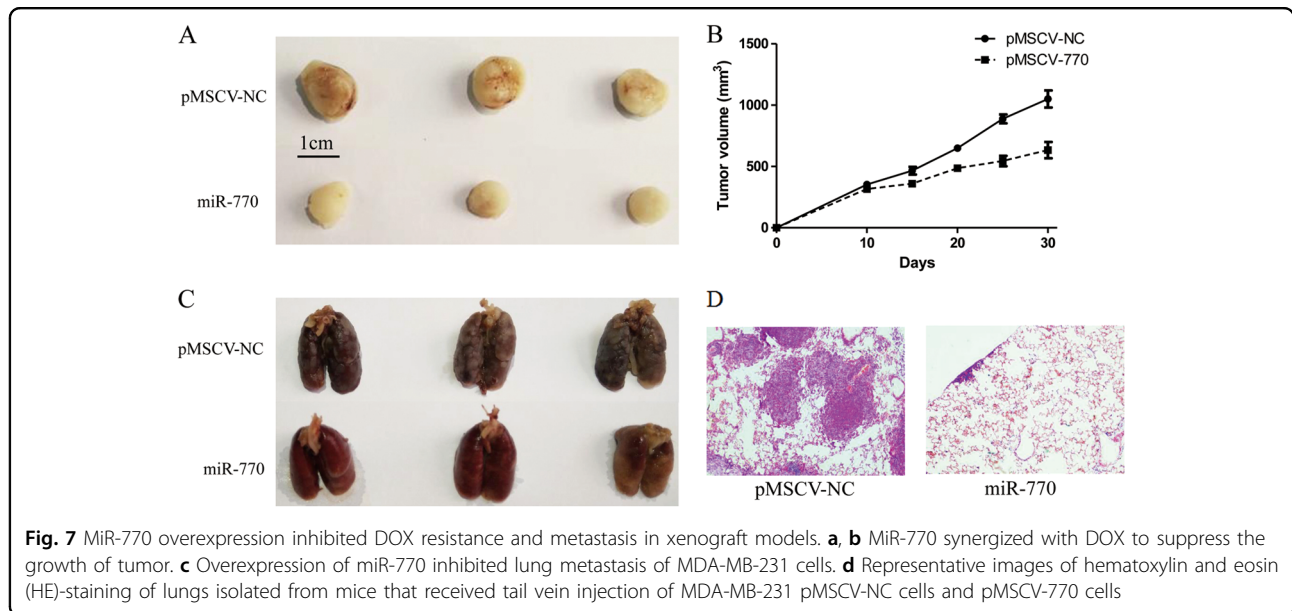 A
pMSCV-NC
1cm
miR-770
B
pMSCV-NC
pMSCV-770
Tumor volume (mm³)
1500
1000
500
0
0 10 20 30
Days
C
pMSCV-NC
miR-770
D
pMSCV-NC miR-770
Fig. 7 MiR-770 overexpression inhibited DOX resistance and metastasis in xenograft models. a, b MiR-770 synergized with DOX to suppress the
growth of tumor. c Overexpression of miR-770 inhibited lung metastasis of MDA-MB-231 cells. d Representative images of hematoxylin and eosin
(HE)-staining of lungs isolated from mice that received tail vein injection of MDA-MB-231 pMSCV-NC cells and pMSCV-770 cells